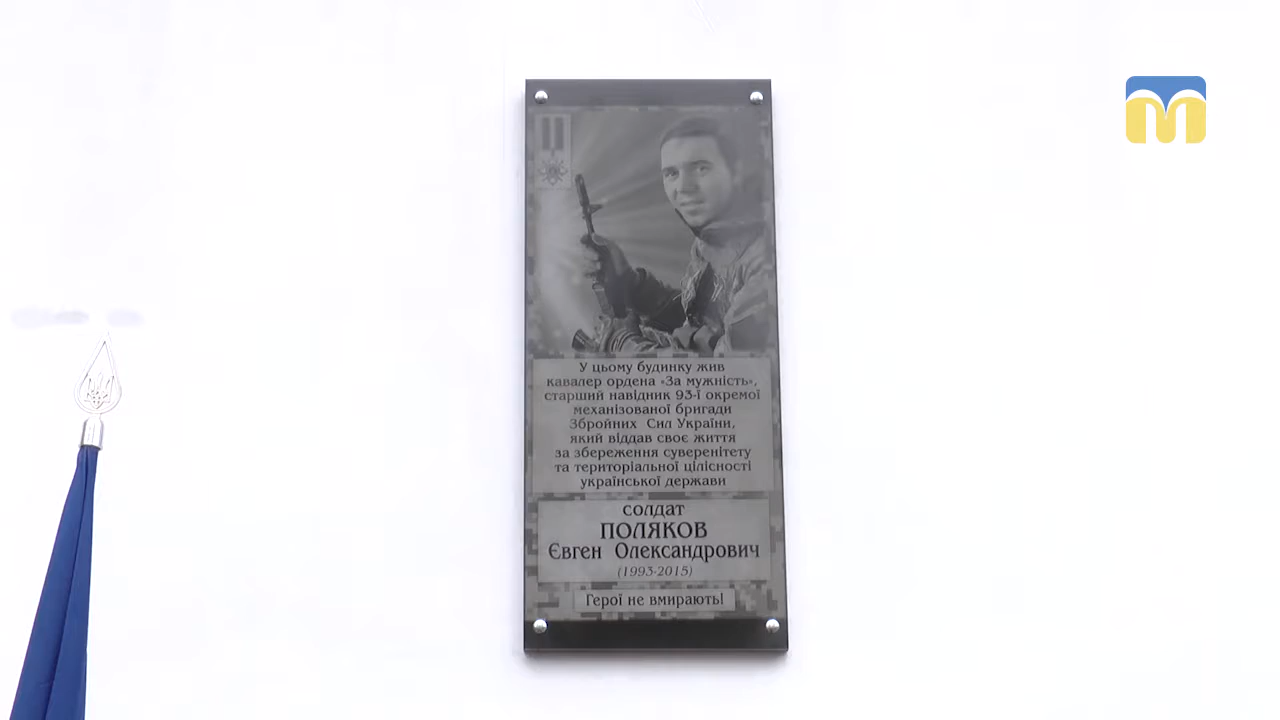 У цьому будинку жив
кавалер ордена «За мужність»,
старший навідник 93-ї окремої
механізованої бригади
Збройних Сил України,
який віддав своє життя
за збереження суверенітету
та територіальної цілісності
української держави
солдат
ПОЛЯКОВ
Євген Олександрович
(1993-2015)
Герої не вмирають!